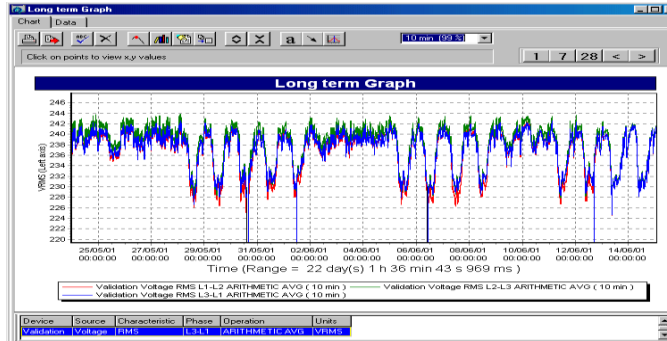 Long term Graph
Chart Data
a
10 min (99 %)
Click on points to view x,y values
1 7 28 < >
Long term Graph
246
244
242
240
238
236
234
232
230
228
226
224
222
220
VRMS (Left axis)
25/05/01 27/05/01 29/05/01 31/05/01 02/06/01 04/06/01 06/06/01 08/06/01 10/06/01 12/06/01 14/06/01
00:00:00 00:00:00 00:00:00 00:00:00 00:00:00 00:00:00 00:00:00 00:00:00 00:00:00 00:00:00 00:00:00
Time (Range = 22 day(s) 1 h 36 min 43 s 969 ms )
Validation Voltage RMS L1-L2 ARITHMETIC AVG ( 10 min ) Validation Voltage RMS L2-L3 ARITHMETIC AVG ( 10 min )
Validation Voltage RMS L3-L1 ARITHMETIC AVG ( 10 min )
Device Source Characteristic Phase Operation Units
Validation Voltage RMS L3-L1 ARITHMETIC AVG VRMS